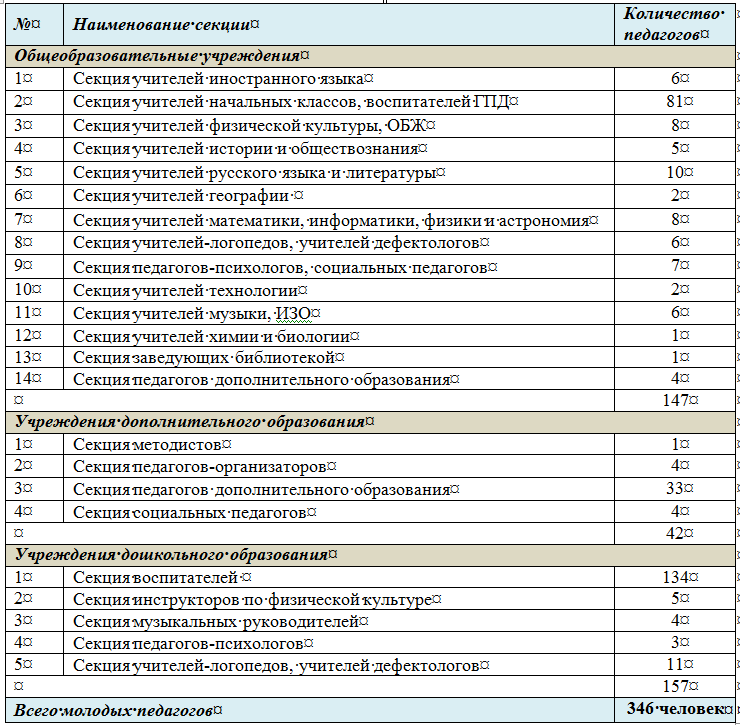 № Наименование секции Количество
педагогов
Общеобразовательные учреждения
1 Секция учителей иностранного языка 6
2 Секция учителей начальных классов, воспитателей ГПД 81
3 Секция учителей физической культуры, ОБЖ 8
4 Секция учителей истории и обществознания 5
5 Секция учителей русского языка и литературы 10
6 Секция учителей географии 2
7 Секция учителей математики, информатики, физики и астрономия 8
8 Секция учителей-логопедов, учителей дефектологов 6
9 Секция педагогов-психологов, социальных педагогов 7
10 Секция учителей технологии 2
11 Секция учителей музыки, ИЗО 6
12 Секция учителей химии и биологии 1
13 Секция заведующих библиотекой 1
14 Секция педагогов дополнительного образования 4
147
Учреждения дополнительного образования
1 Секция методистов 1
2 Секция педагогов-организаторов 4
3 Секция педагогов дополнительного образования 33
4 Секция социальных педагогов 4
42
Учреждения дошкольного образования
1 Секция воспитателей 134
2 Секция инструкторов по физической культуре 5
3 Секция музыкальных руководителей 4
4 Секция педагогов-психологов 3
5 Секция учителей-логопедов, учителей дефектологов 11
157
Всего молодых педагогов 346 человек